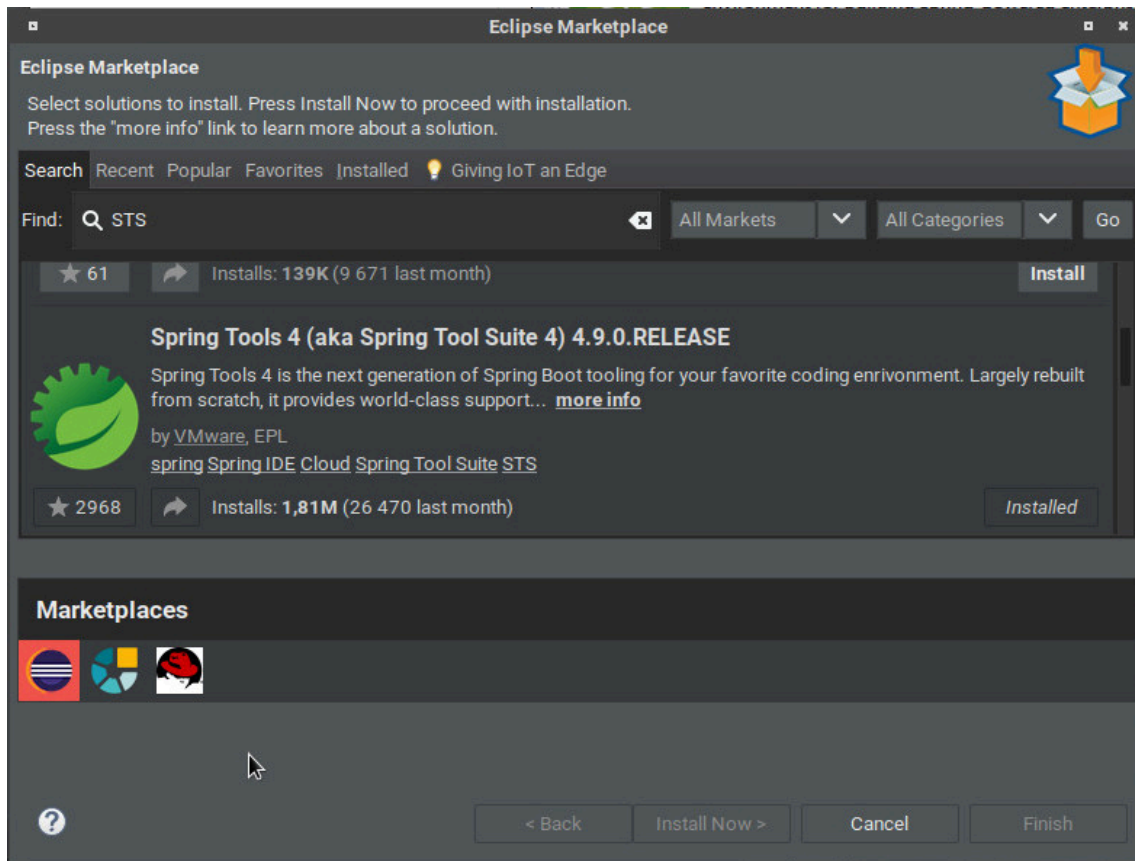 Eclipse Marketplace
Eclipse Marketplace
Select solutions to install. Press Install Now to proceed with installation.
Press the "more info" link to learn more about a solution.
Search Recent Popular Favorites Installed Giving IoT an Edge
Find: STS All Markets All Categories Go
61 Installs: 139K (9 671 last month) Install
Spring Tools 4 (aka Spring Tool Suite 4) 4.9.0.RELEASE
Spring Tools 4 is the next generation of Spring Boot tooling for your favorite coding enrivonment. Largely rebuilt
from scratch, it provides world-class support... more info
by VMware, EPL
spring Spring IDE Cloud Spring Tool Suite STS
2968 Installs: 1,81M (26 470 last month) Installed
Marketplaces
< Back Install Now > Cancel Finish